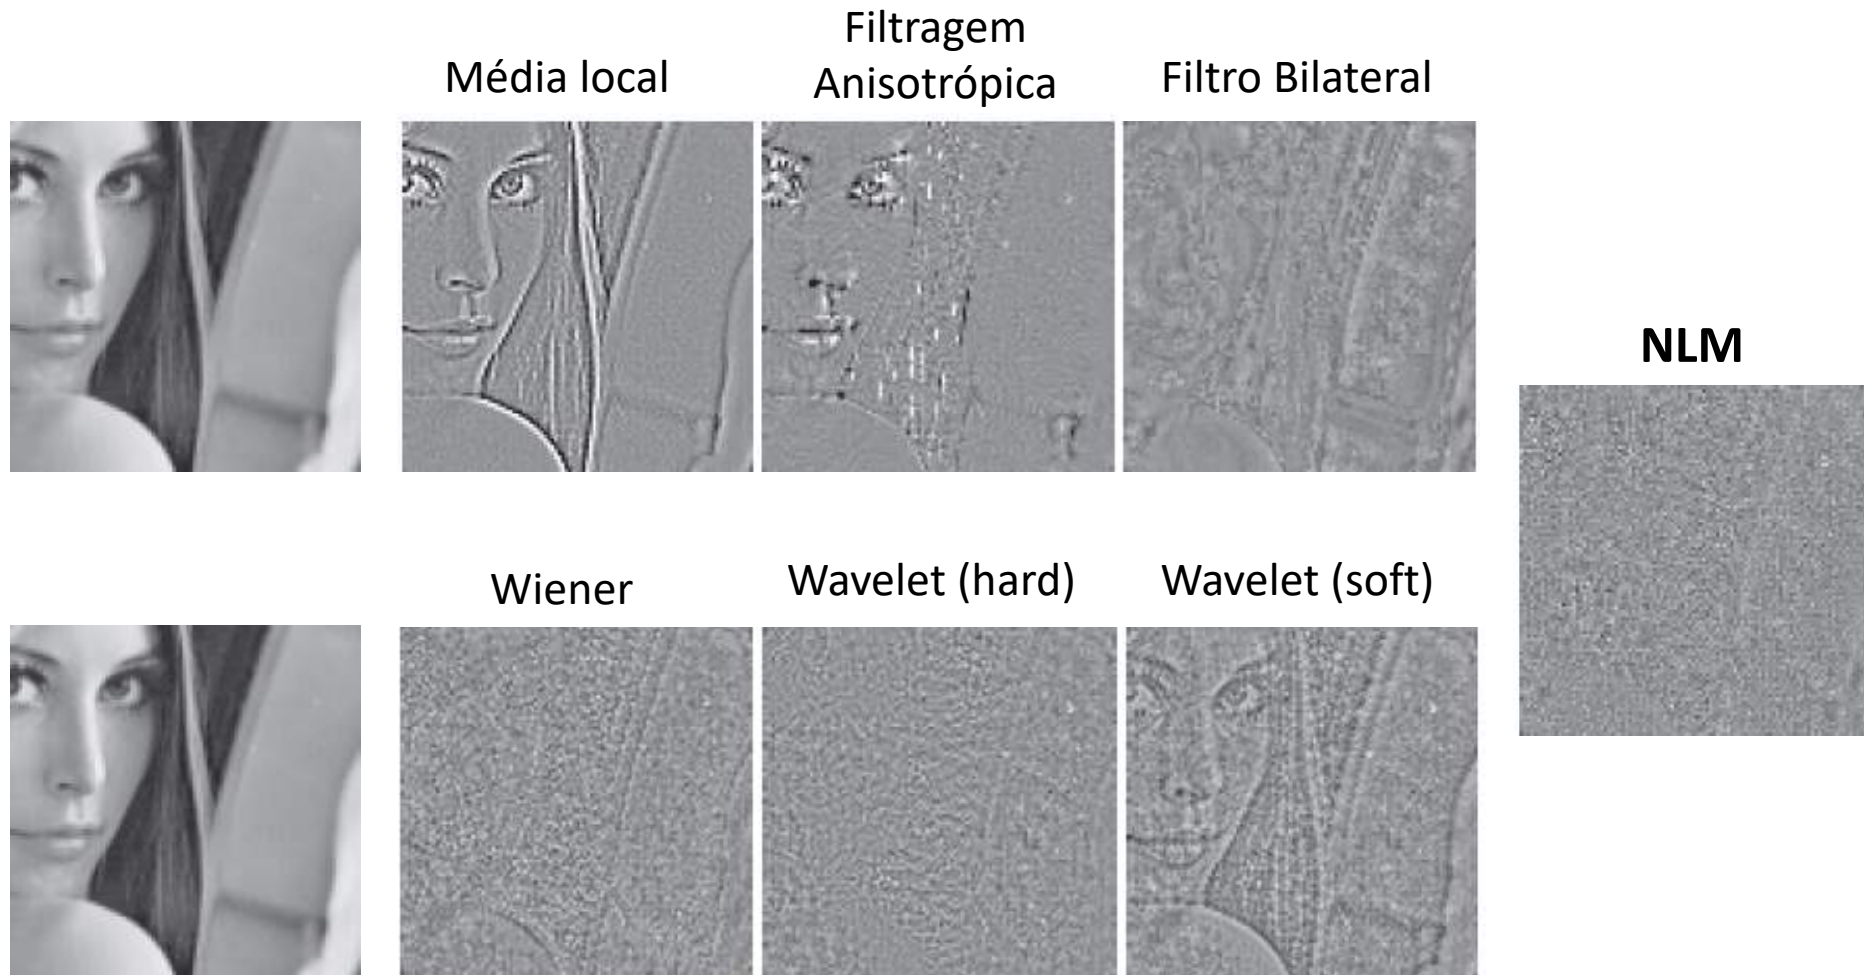 Média local
Filtragem
Anisotrópica
Filtro Bilateral
NLM
Wiener
Wavelet (hard)
Wavelet (soft)